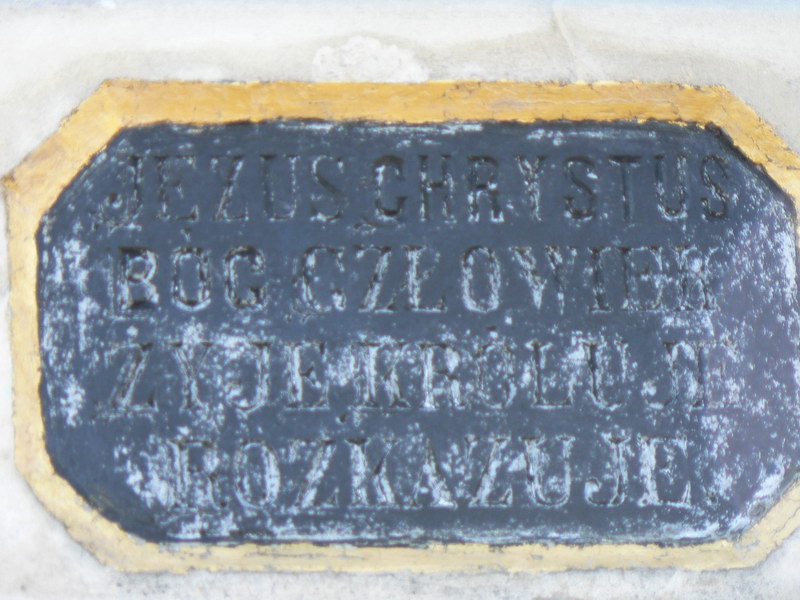 JEZUS CHRYSTUS
BÓG CZŁOWIEK
ŻYJE KRÓLUJE
ROZKAZUJE.